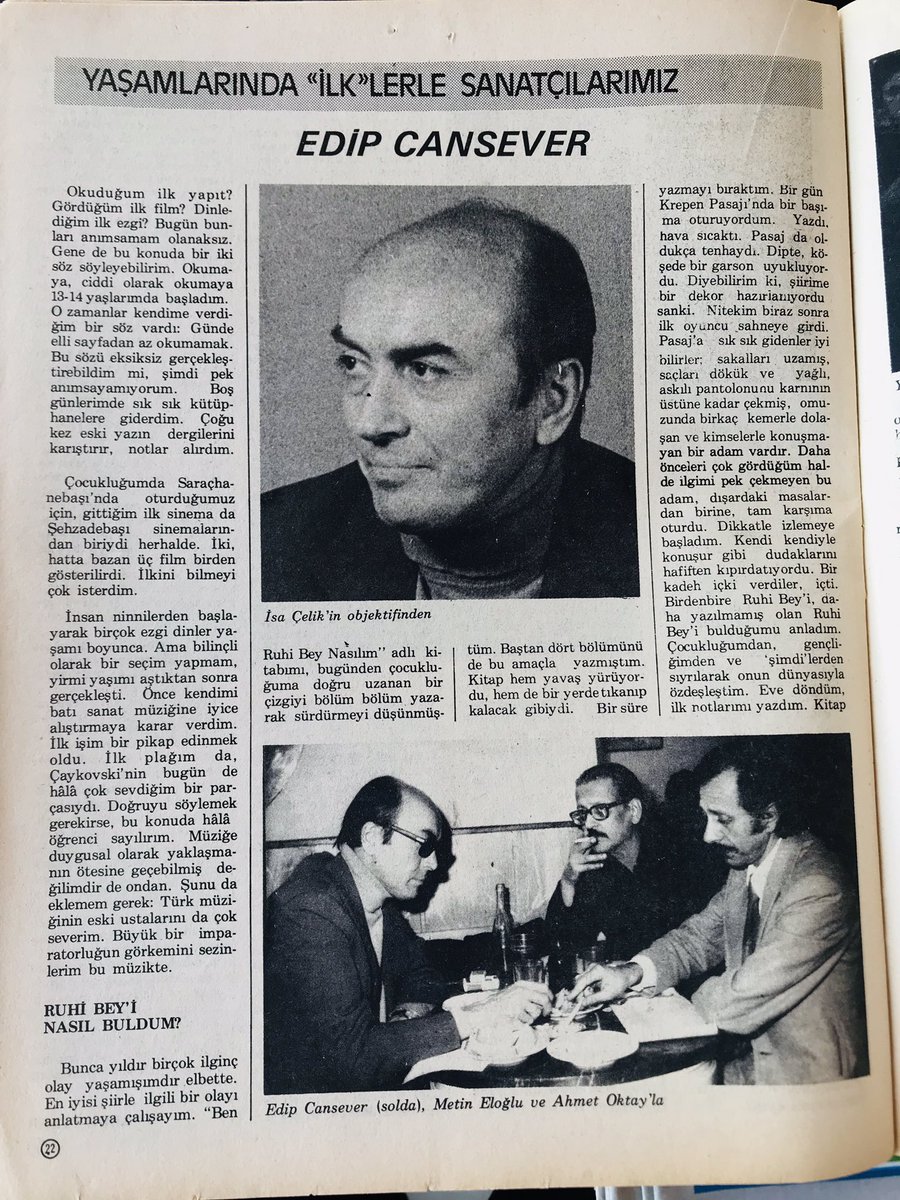 YAŞAMLARINDA «İLK»LERLE SANATÇILARIMIZ
EDİP CANSEVER
Okuduğum ilk yapıt?
Gördüğüm ilk film? Dinle-
diğim ilk ezgi? Bugün bun-
ları anımsamam olanaksız.
Gene de bu konuda bir iki
söz söyleyebilirim. Okuma-
ya, ciddi olarak okumaya
13-14 yaşlarımda başladım.
O zamanlar kendime verdi-
ğim bir söz vardı: Günde
elli sayfadan az okumamak.
Bu sözü eksiksiz gerçekleş-
tirebildim mi, şimdi pek
anımsayamıyorum. Boş
günlerimde sık sık kütüp-
hanelere giderdim. Çoğu
kez eski yazın dergilerini
karıştırır, notlar alırdım.
Çocukluğumda Saraçha-
nebaşı'nda oturduğumuz
için, gittiğim ilk sinema da
Şehzadebaşı sinemaların-
dan biriydi herhalde. İki,
hatta bazan üç film birden
gösterilirdi. İlkini bilmeyi
çok isterdim.
İnsan ninnilerden başla-
yarak birçok ezgi dinler ya-
şamı boyunca. Ama bilinçli
olarak bir seçim yapmam,
yirmi yaşımı aştıktan sonra
gerçekleşti. Önce kendimi
batı sanat müziğine iyice
alıştırmaya karar verdim.
İlk işim bir pikap edinmek
oldu. İlk plağım da,
Çaykovski'nin bugün de
hâlâ çok sevdiğim bir par-
çasıydı. Doğruyu söylemek
gerekirse, bu konuda hâlâ
öğrenci sayılırım. Müziğe
duygusal olarak yaklaşma-
nın ötesine geçebilmiş de-
ğilimdir de ondan. Şunu da
eklemem gerek: Türk müzi-
ğinin eski ustalarını da çok
severim. Büyük bir impa-
ratorluğun görkemini sezin-
lerim bu müzikte.
RUHİ BEY'İ
NASIL BULDUM?
Bunca yıldır birçok ilginç
olay yaşamışımdır elbette.
En iyisi şiirle ilgili bir olayı
anlatmaya çalışayım. "Ben
İsa Çelik'in objektifinden
Ruhi Bey Nasılım" adlı ki-
tabımı, bugünden çocuklu-
ğuma doğru uzanan bir
çizgiyi bölüm bölüm yaza-
rak sürdürmeyi düşünmüş-
tüm. Baştan dört bölümünü
de bu amaçla yazmıştım.
Kitap hem yavaş yürüyor-
du, hem de bir yerde tıkanıp
kalacak gibiydi. Bir süre
yazmayı bıraktım. Bir gün
Krepen Pasajı'nda bir başı-
ma oturuyordum. Yazdı,
hava sıcaktı. Pasaj da ol-
dukça tenhaydı. Dipte, kö-
şede bir garson uyukluyor-
du. Diyebilirim ki, şiirime
bir dekor hazırlanıyordu
sanki. Nitekim biraz sonra
ilk oyuncu sahneye girdi.
Pasaj'a sık sık gidenler iyi
bilirler; sakalları uzamış,
saçları dökük ve yağlı,
askılı pantolonunu karnının
üstüne kadar çekmiş, omu-
zunda birkaç kemerle dola-
şan ve kimselerle konuşma-
yan bir adam vardır. Daha
önceleri çok gördüğüm hal-
de ilgimi pek çekmeyen bu
adam, dışardaki masalar-
dan birine, tam karşıma
oturdu. Dikkatle izlemeye
başladım. Kendi kendiyle
konuşur gibi dudaklarını
hafiften kıpırdatıyordu. Bir
kadeh içki verdiler, içti.
Birdenbire Ruhi Bey'i, da-
ha yazılmamış olan Ruhi
Bey'i bulduğumu anladım.
Çocukluğumdan, gençli-
ğimden ve 'şimdi'lerden
sıyrılarak onun dünyasıyla
özdeşleştim. Eve döndüm,
ilk notlarımı yazdım. Kitap
Edip Cansever (solda), Metin Eloğlu ve Ahmet Oktay'la
22